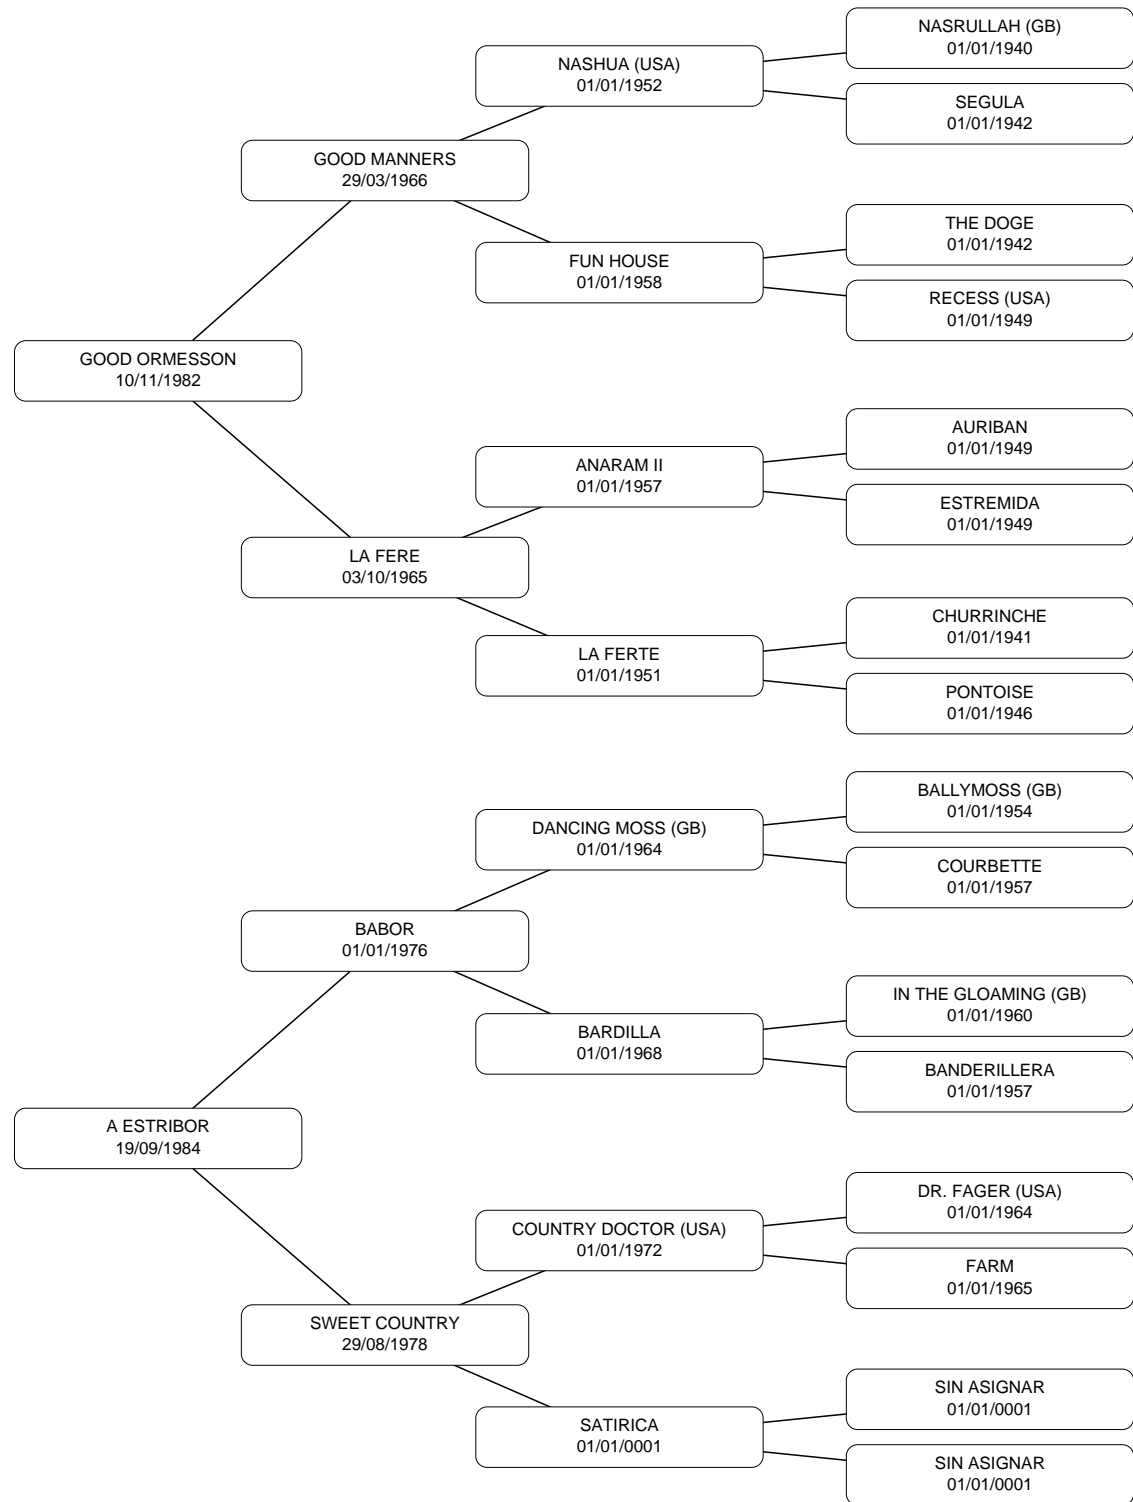 NASRULLAH (GB)
01/01/1940
NASHUA (USA)
01/01/1952
SEGULA
01/01/1942
GOOD MANNERS
29/03/1966
THE DOGE
01/01/1942
FUN HOUSE
01/01/1958
RECESS (USA)
01/01/1949
GOOD ORMESSON
10/11/1982
AURIBAN
01/01/1949
ANARAM II
01/01/1957
ESTREMIDA
01/01/1949
LA FERE
03/10/1965
CHURRINCHE
01/01/1941
LA FERTE
01/01/1951
PONTOISE
01/01/1946
BALLYMOSS (GB)
01/01/1954
DANCING MOSS (GB)
01/01/1964
COURBETTE
01/01/1957
BABOR
01/01/1976
IN THE GLOAMING (GB)
01/01/1960
BARDILLA
01/01/1968
BANDERILLERA
01/01/1957
A ESTRIBOR
19/09/1984
DR. FAGER (USA)
01/01/1964
COUNTRY DOCTOR (USA)
01/01/1972
FARM
01/01/1965
SWEET COUNTRY
29/08/1978
SIN ASIGNAR
01/01/0001
SATIRICA
01/01/0001
SIN ASIGNAR
01/01/0001